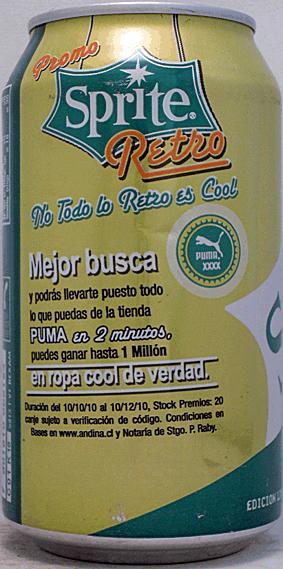 Promo
Sprite®
Retro
No Todo lo Retro es Cool
PUMA
XXXX
Mejor busca
y podrás llevarte puesto todo
lo que puedas de la tienda
PUMA en 2 minutos,
puedes ganar hasta 1 Millón
en ropa cool de verdad.
Duración del 10/10/10 al 10/12/10, Stock Premios: 20
canje sujeto a verificación de código. Condiciones en
Bases en www.andina.cl y Notaría de Stgo. P. Raby.
EDICION